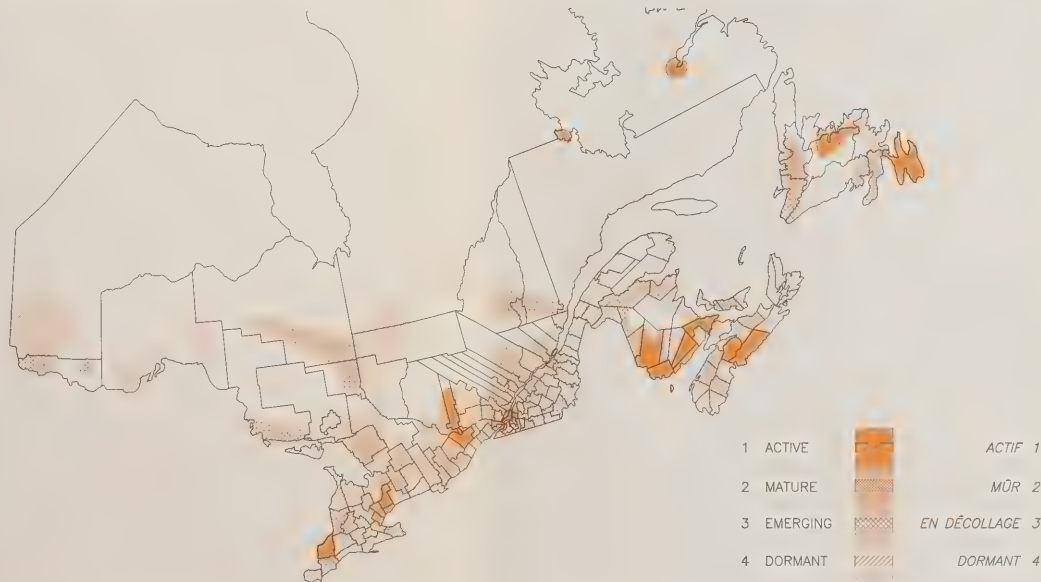 1 ACTIVE ACTIF 1
2 MATURE MÛR 2
3 EMERGING EN DÉCOLLAGE 3
4 DORMANT DORMANT 4